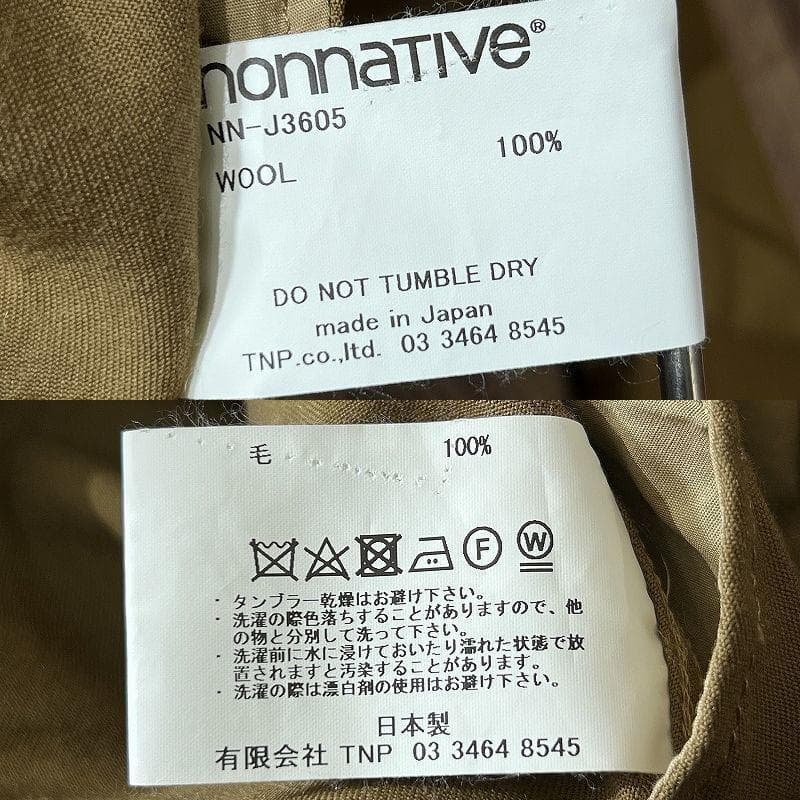 nonnative®
NN-J3605
WOOL 100%
DO NOT TUMBLE DRY
made in Japan
TNP.co.,ltd. 03 3464 8545
毛 100%
F W
・タンブラー乾燥はお避け下さい。
・洗濯の際色落ちすることがありますので、他
の物と分別して洗って下さい。
・洗濯前に水に浸けておいたり濡れた状態で放
置されますと汚染することがあります。
・洗濯の際は漂白剤の使用はお避け下さい。
日本製
有限会社 TNP 03 3464 8545